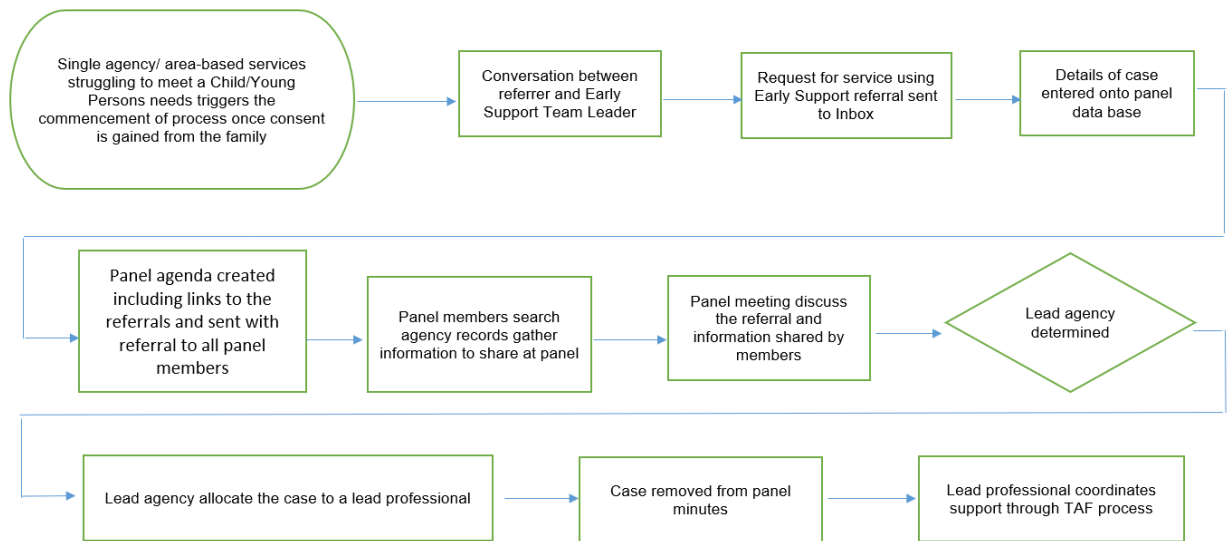 Single agency/ area-based services
struggling to meet a Child/Young
Persons needs triggers the
commencement of process once consent
is gained from the family
Conversation between
referrer and Early
Support Team Leader
Request for service using
Early Support referral sent
to Inbox
Details of case
entered onto panel
data base
Panel agenda created
including links to the
referrals and sent with
referral to all panel
members
Panel members search
agency records gather
information to share at panel
Panel meeting discuss
the referral and
information shared by
members
Lead agency
determined
Lead agency allocate the case to a lead professional
Case removed from panel
minutes
Lead professional coordinates
support through TAF process